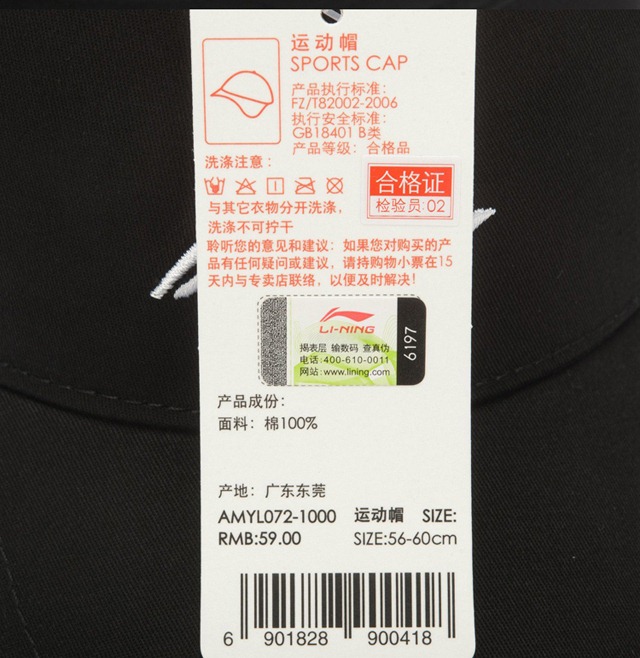 运动帽
SPORTS CAP
产品执行标准：
FZ/T82002-2006
执行安全标准：
GB18401 B类
产品等级：合格品
洗涤注意：
合格证
检验员:02
与其它衣物分开洗涤，
洗涤不可拧干
聆听您的意见和建议：如果您对购买的产
品有任何疑问或建议，请持购物小票在15
天内与专卖店联络，以便及时解决！
LI-NING
揭表层 输数码 查真伪
电话:400-610-0011
网站:www.lining.com
6197
产品成份：
面料：棉100%
产地：广东东莞
AMYL072-1000 运动帽 SIZE:
RMB:59.00 SIZE:56-60cm
6 901828 900418